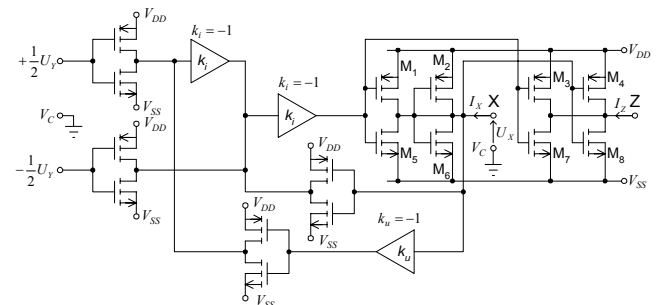 V_DD
k_i = −1
+1/2 U_Y
k_i
k_i = −1
V_SS
V_C
V_DD
k_i
−1/2 U_Y
V_SS
M_1
M_2
M_3
M_4
V_DD
I_X
X
I_Z
Z
U_X
V_C
M_5
M_6
M_7
M_8
V_SS
V_DD
V_SS
V_DD
k_u = −1
k_u
V_SS